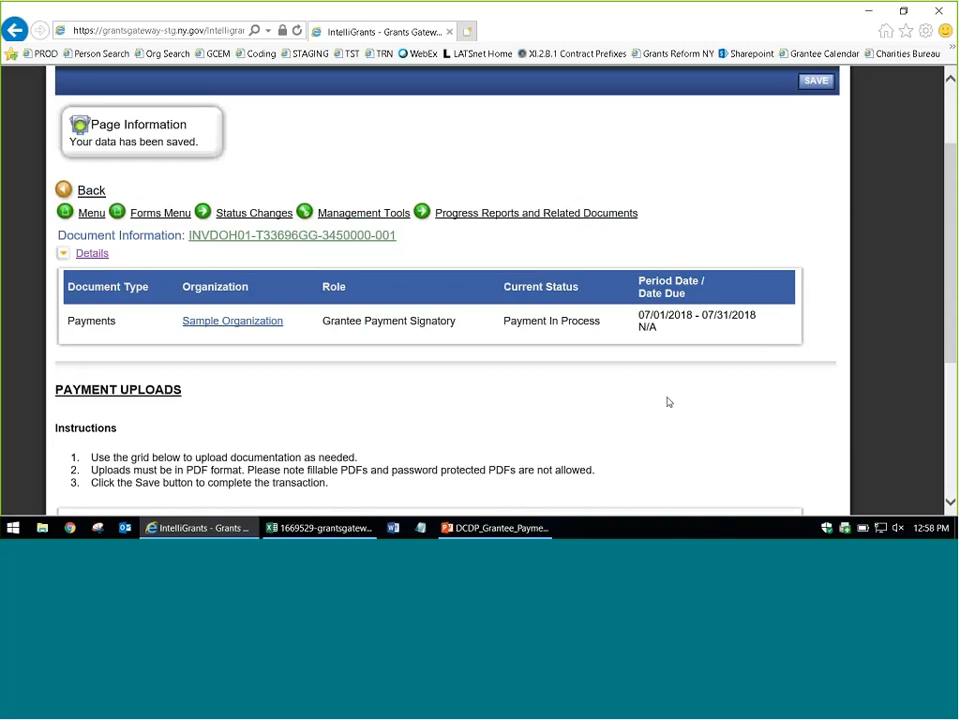 https://grantsgateway-stg.ny.gov/Intelligrar
IntelliGrants - Grants Gatew...
PROD Person Search Org Search GCEM Coding STAGING TST TRN WebEx LATSnet Home XI.2.8.1 Contract Prefixes Grants Reform NY Sharepoint Grantee Calendar Charities Bureau
SAVE
Page Information
Your data has been saved.
Back
Menu Forms Menu Status Changes Management Tools Progress Reports and Related Documents
Document Information: INVDOH01-T33696GG-3450000-001
Details
Document Type Organization Role Current Status Period Date / Date Due
Payments Sample Organization Grantee Payment Signatory Payment In Process 07/01/2018 - 07/31/2018
N/A
PAYMENT UPLOADS
Instructions
1. Use the grid below to upload documentation as needed.
2. Uploads must be in PDF format. Please note fillable PDFs and password protected PDFs are not allowed.
3. Click the Save button to complete the transaction.
IntelliGrants - Grants ... 1669529-grantsgatew... DCDP_Grantee_Payme... 12:58 PM